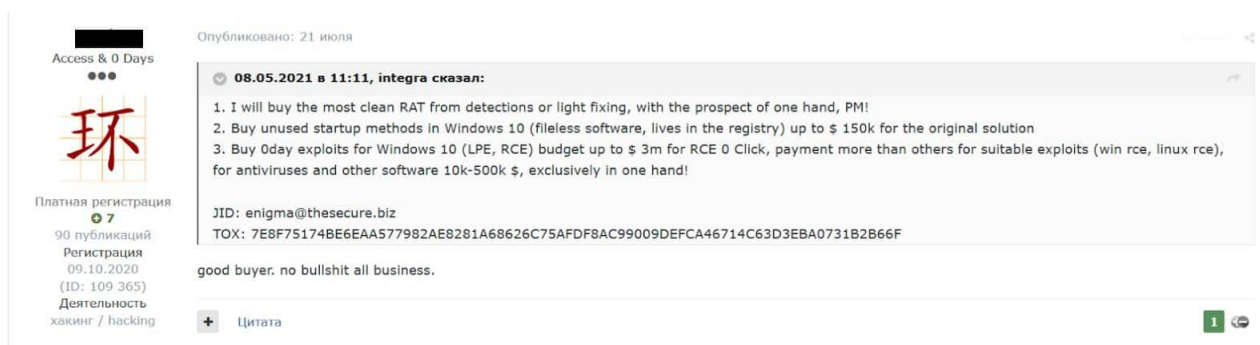 Опубликовано: 21 июля
Access & 0 Days
08.05.2021 в 11:11, integra сказал:
1. I will buy the most clean RAT from detections or light fixing, with the prospect of one hand, PM!
2. Buy unused startup methods in Windows 10 (fileless software, lives in the registry) up to $ 150k for the original solution
3. Buy 0day exploits for Windows 10 (LPE, RCE) budget up to $ 3m for RCE 0 Click, payment more than others for suitable exploits (win rce, linux rce),
for antiviruses and other software 10k-500k $, exclusively in one hand!
JID: enigma@thesecure.biz
TOX: 7E8F75174BE6EAA577982AE8281A68626C75AFDF8AC99009DEFCA46714C63D3EBA0731B2B66F
good buyer. no bullshit all business.
环
Платная регистрация
7
90 публикаций
Регистрация
09.10.2020
(ID: 109 365)
Деятельность
хакинг / hacking
+ Цитата
1